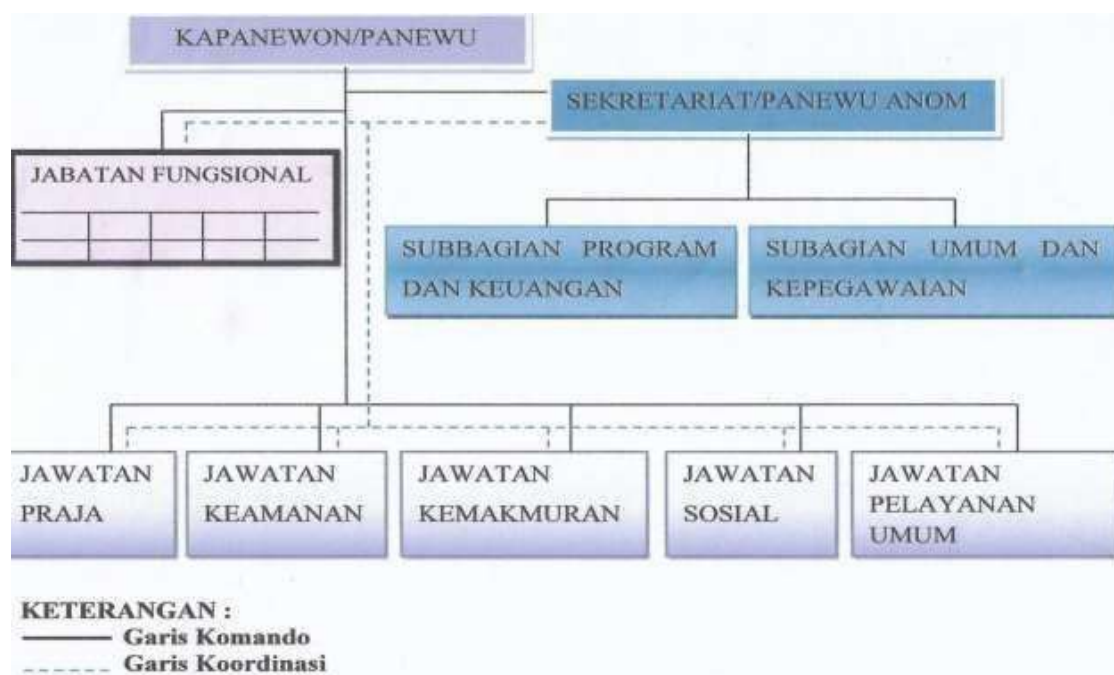 KAPANEWON/PANEWU
SEKRETARIAT/PANEWU ANOM
JABATAN FUNGSIONAL
SUBBAGIAN PROGRAM
DAN KEUANGAN
SUBAGIAN UMUM DAN
KEPEGAWAIAN
JAWATAN
PRAJA
JAWATAN
KEAMANAN
JAWATAN
KEMAKMURAN
JAWATAN
SOSIAL
JAWATAN
PELAYANAN
UMUM
KETERANGAN :
Garis Komando
Garis Koordinasi